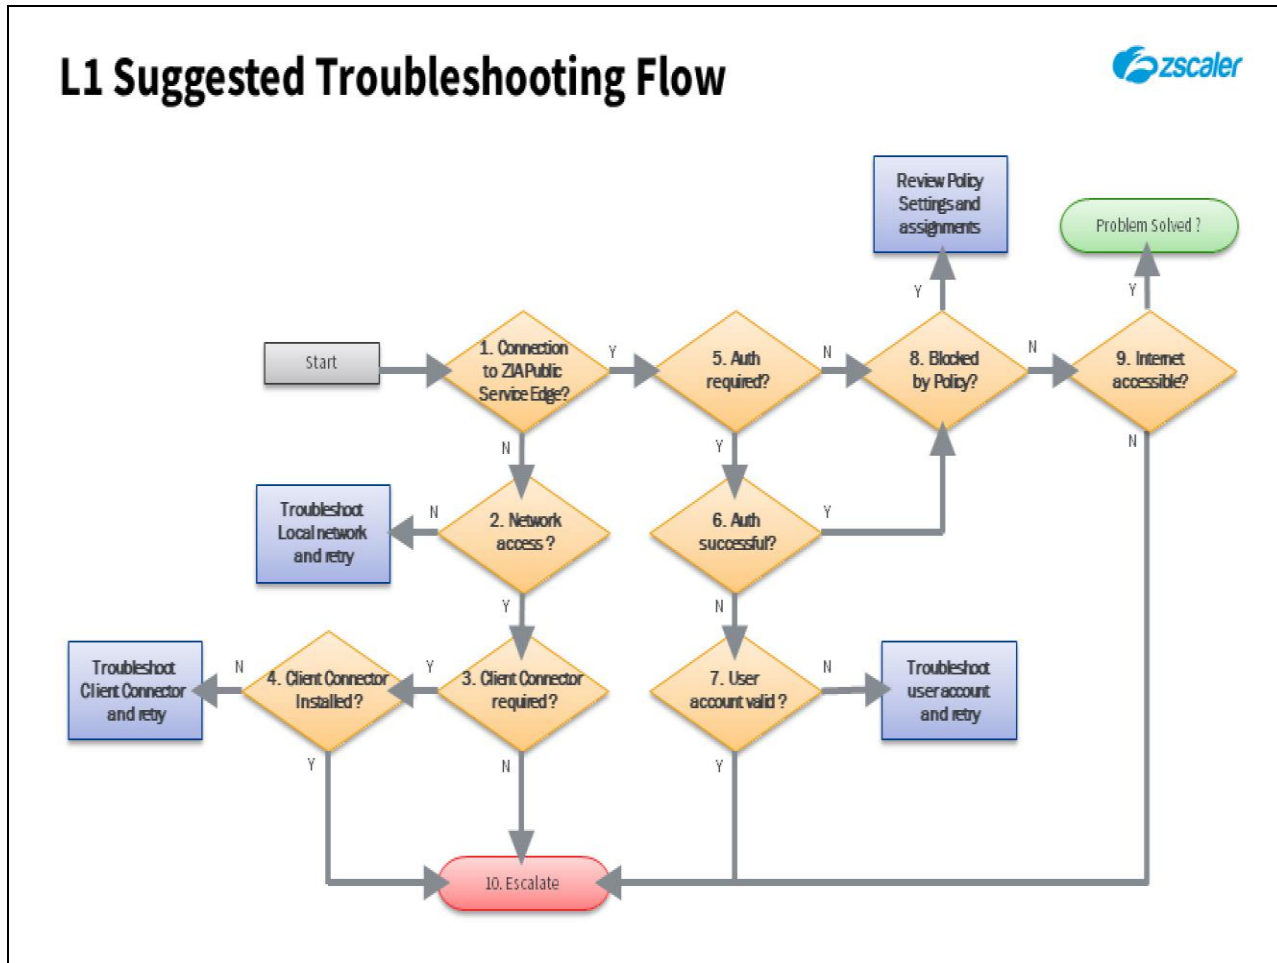 L1 Suggested Troubleshooting Flow
zscaler
Review Policy
Settings and
assignments
Problem Solved ?
Y
Y
Start
1. Connection
to ZIA Public
Service Edge?
Y
5. Auth
required?
N
8. Blocked
by Policy?
N
9. Internet
accessible?
N
Y
N
Troubleshoot
Local network
and retry
N
2. Network
access ?
6. Auth
successful?
Y
Y
N
Troubleshoot
Client Connector
and retry
N
4. Client Connector
Installed ?
Y
3. Client Connector
required ?
7. User
account valid ?
N
Troubleshoot
user account
and retry
Y
N
Y
10. Escalate